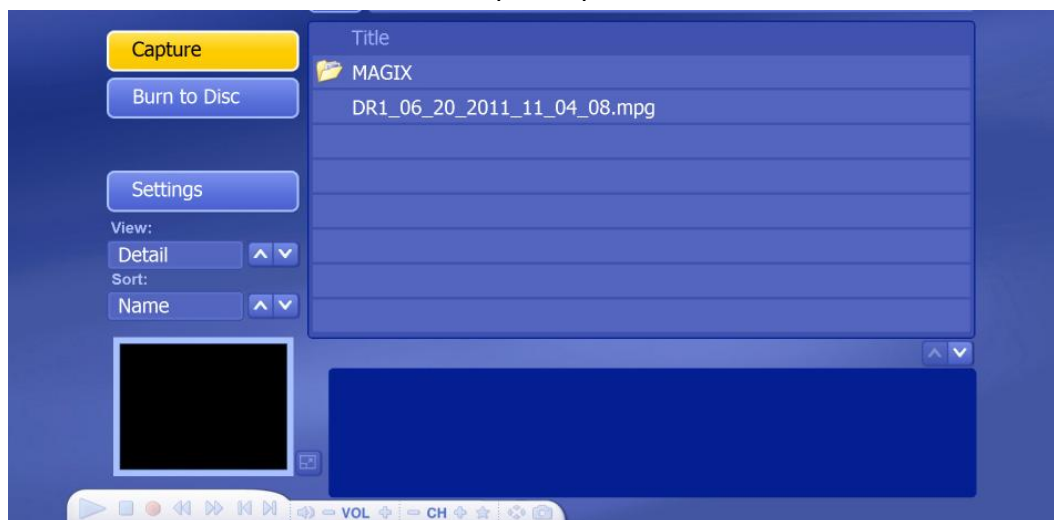 Capture
Burn to Disc
Settings
View:
Detail
Sort:
Name
Title
MAGIX
DR1_06_20_2011_11_04_08.mpg
VOL
CH